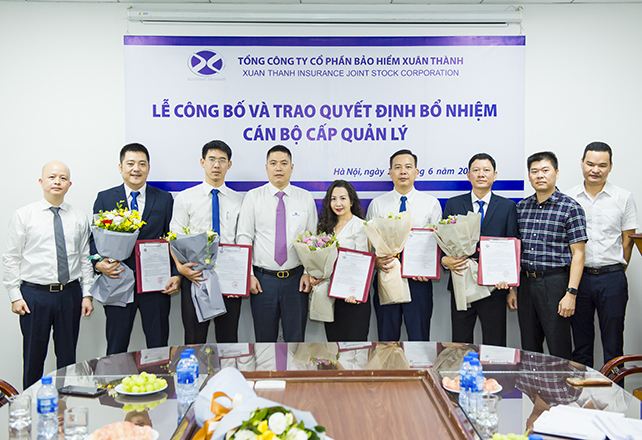 TỔNG CÔNG TY CỔ PHẦN BẢO HIỂM XUÂN THÀNH
XUAN THANH INSURANCE JOINT STOCK CORPORATION
LỄ CÔNG BỐ VÀ TRAO QUYẾT ĐỊNH BỔ NHIỆM
CÁN BỘ CẤP QUẢN LÝ
Hà Nội, ngày 6 năm